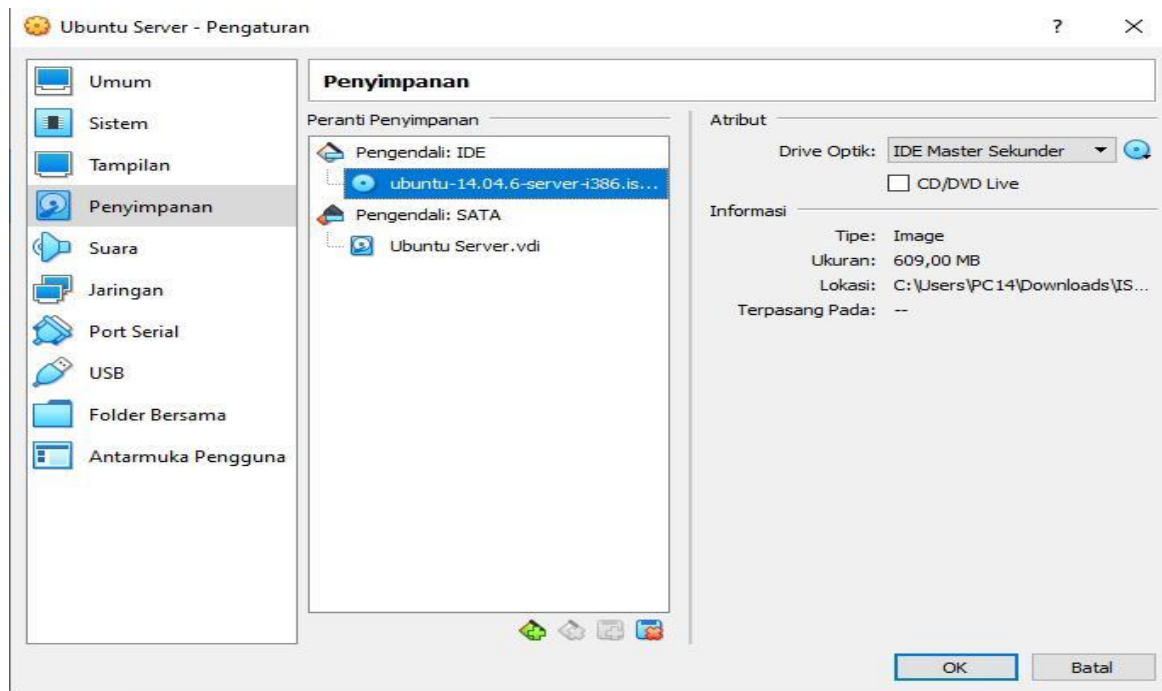 Ubuntu Server - Pengaturan
?
Umum
Sistem
Tampilan
Penyimpanan
Suara
Jaringan
Port Serial
USB
Folder Bersama
Antarmuka Pengguna
Penyimpanan
Peranti Penyimpanan
Pengendali: IDE
ubuntu-14.04.6-server-i386.is...
Pengendali: SATA
Ubuntu Server.vdi
Atribut
Drive Optik: IDE Master Sekunder
CD/DVD Live
Informasi
Tipe: Image
Ukuran: 609,00 MB
Lokasi: C:\Users\PC14\Downloads\IS...
Terpasang Pada: --
OK
Batal